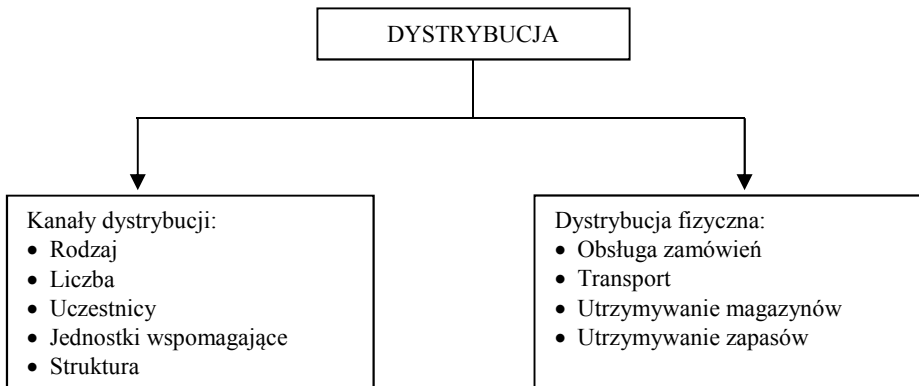 DYSTRYBUCJA
Kanały dystrybucji:
• Rodzaj
• Liczba
• Uczestnicy
• Jednostki wspomagające
• Struktura
Dystrybucja fizyczna:
• Obsługa zamówień
• Transport
• Utrzymywanie magazynów
• Utrzymywanie zapasów